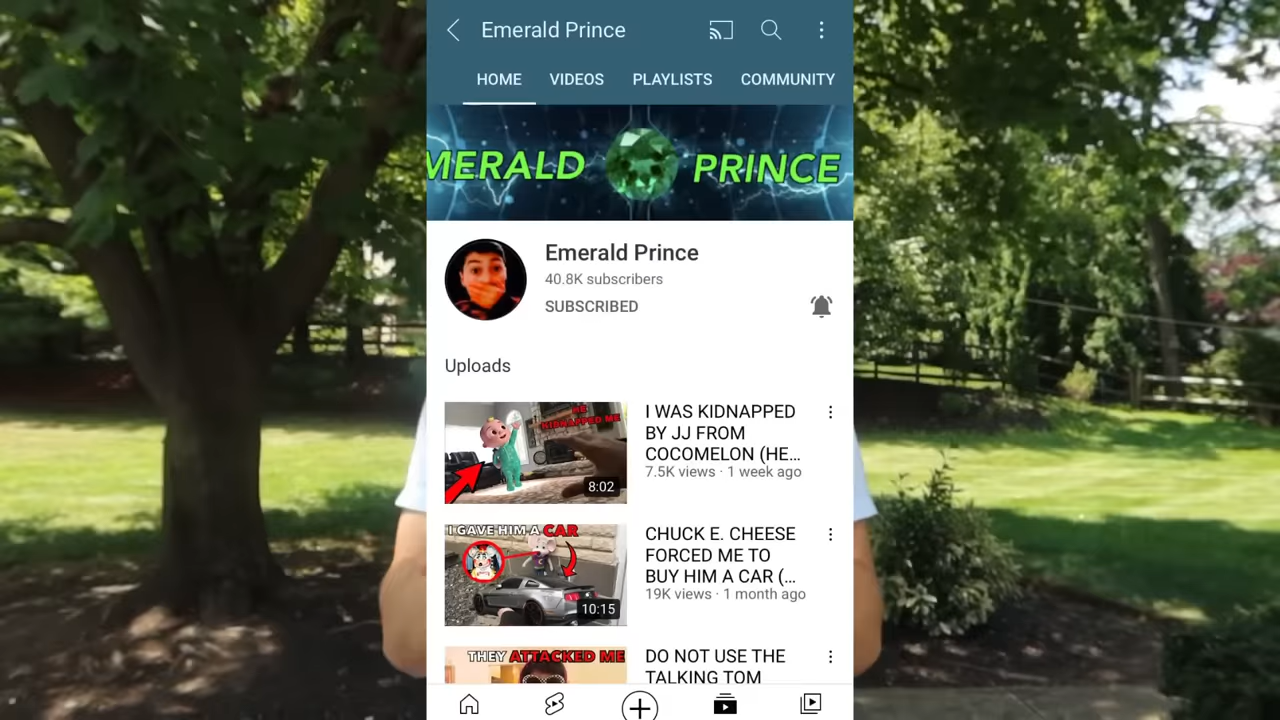 Emerald Prince
HOME VIDEOS PLAYLISTS COMMUNITY
MERALD PRINCE
Emerald Prince
40.8K subscribers
SUBSCRIBED
Uploads
HE
KIDNAPPED ME
8:02
I WAS KIDNAPPED
BY JJ FROM
COCOMELON (HE...
7.5K views · 1 week ago
I GAVE HIM A CAR
10:15
CHUCK E. CHEESE
FORCED ME TO
BUY HIM A CAR (...
19K views · 1 month ago
THEY ATTACKED ME
DO NOT USE THE
TALKING TOM